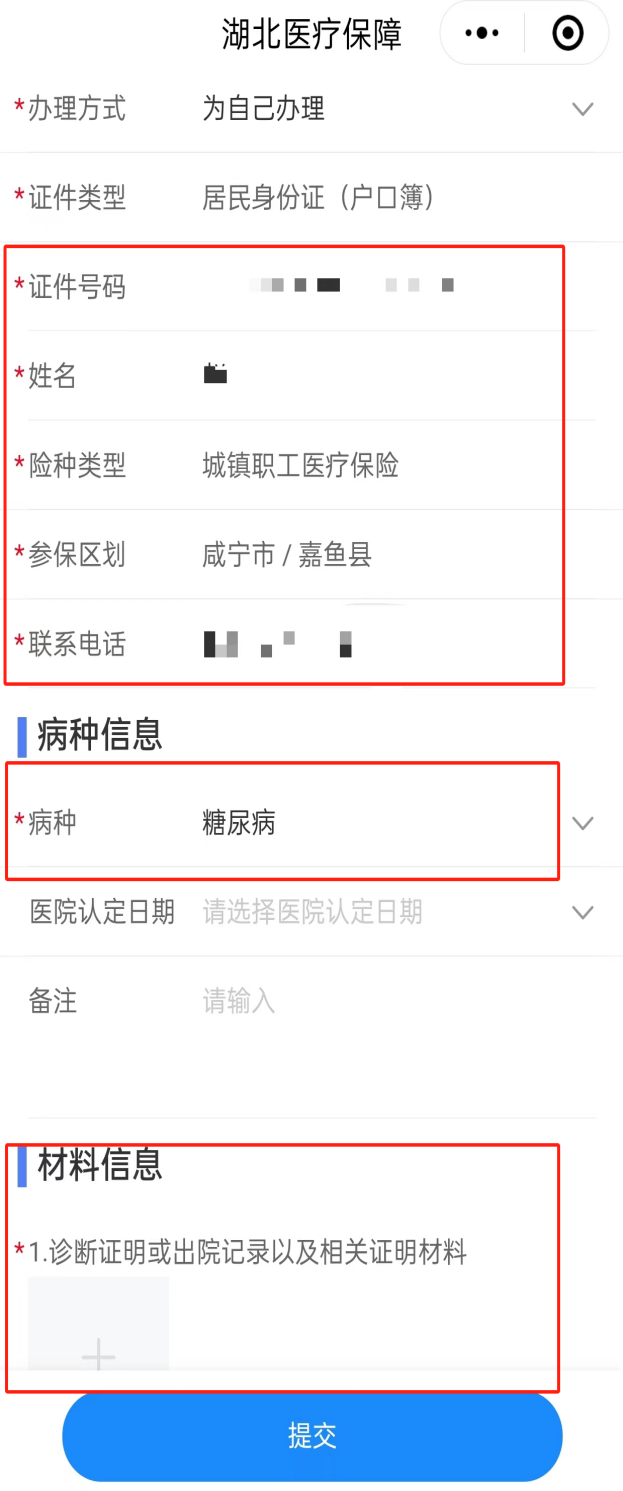 湖北医疗保障
*办理方式 为自己办理
*证件类型 居民身份证（户口簿）
*证件号码
*姓名
*险种类型 城镇职工医疗保险
*参保区划 咸宁市 / 嘉鱼县
*联系电话
病种信息
*病种 糖尿病
医院认定日期 请选择医院认定日期
备注 请输入
材料信息
*1.诊断证明或出院记录以及相关证明材料
提交